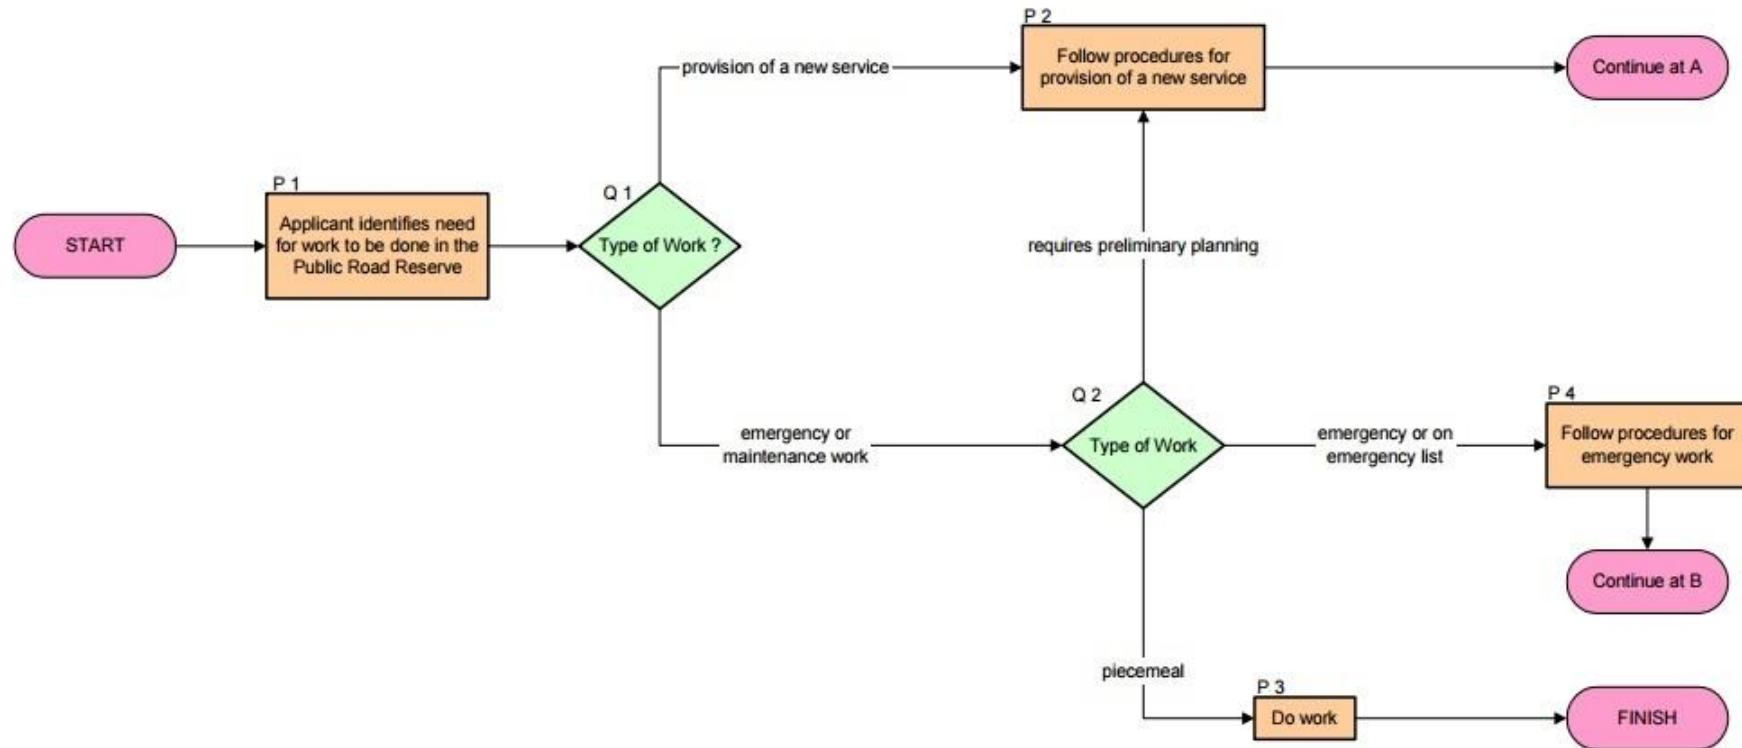 P 2
provision of a new service
Follow procedures for
provision of a new service
Continue at A
P 1
Q 1
START
Applicant identifies need
for work to be done in the
Public Road Reserve
Type of Work ?
requires preliminary planning
Q 2
P 4
emergency or
maintenance work
Type of Work
emergency or on
emergency list
Follow procedures for
emergency work
Continue at B
piecemeal
P 3
Do work
FINISH